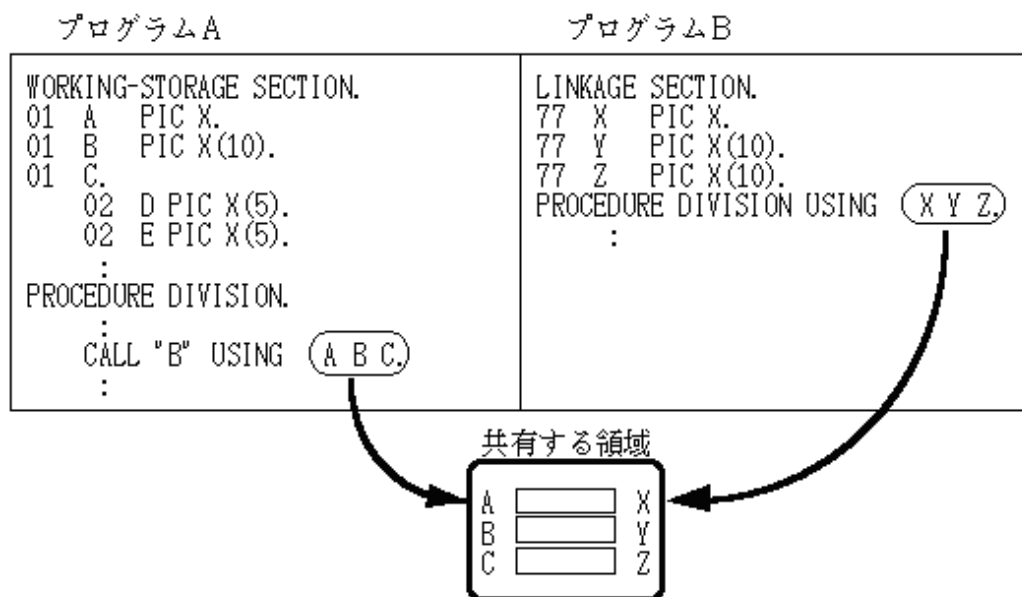 プログラムA
WORKING-STORAGE SECTION.
01  A   PIC X.
01  B   PIC X(10).
01  C.
    02  D PIC X(5).
    02  E PIC X(5).
    :
PROCEDURE DIVISION.
    :
    CALL "B" USING  A B C.
    :
プログラムB
LINKAGE SECTION.
77  X   PIC X.
77  Y   PIC X(10).
77  Z   PIC X(10).
PROCEDURE DIVISION USING  X Y Z.
    :
共有する領域
A X
B Y
C Z